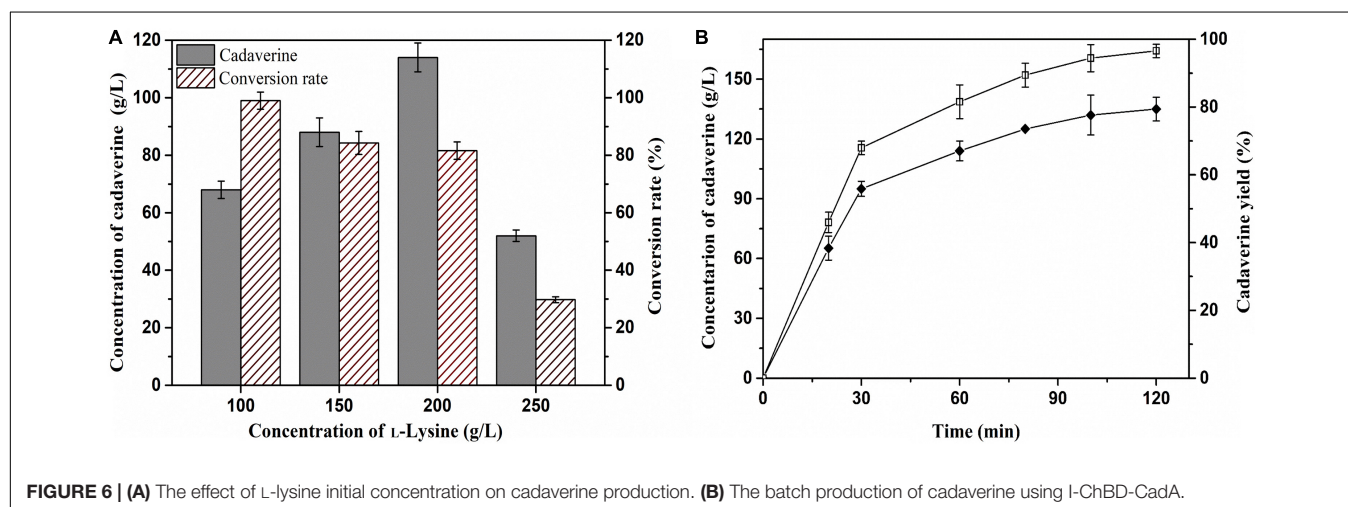 A
Cadaverine
Conversion rate
Concentration of cadaverine (g/L)
0
20
40
60
80
100
120
Conversion rate (%)
0
20
40
60
80
100
120
100 150 200 250
Concentration of L-Lysine (g/L)
B
Concentarion of cadaverine (g/L)
0
30
60
90
120
150
Cadaverine yield (%)
0
20
40
60
80
100
0 30 60 90 120
Time (min)
FIGURE 6 | (A) The effect of L-lysine initial concentration on cadaverine production. (B) The batch production of cadaverine using I-ChBD-CadA.